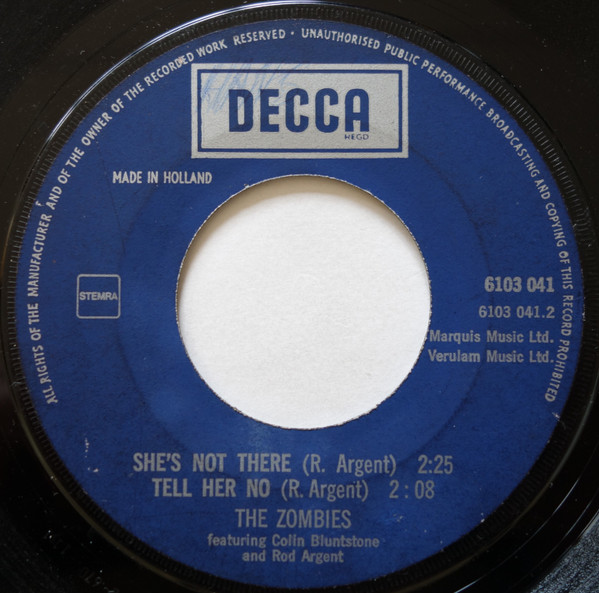 ALL RIGHTS OF THE MANUFACTURER AND OF THE OWNER OF THE RECORDED WORK RESERVED • UNAUTHORISED PUBLIC PERFORMANCE BROADCASTING AND COPYING OF THIS RECORD PROHIBITED
DECCA
REGD
MADE IN HOLLAND
STEMRA
6103 041
6103 041.2
Marquis Music Ltd.
Verulam Music Ltd.
SHE'S NOT THERE (R. Argent) 2:25
TELL HER NO (R. Argent) 2:08
THE ZOMBIES
featuring Colin Bluntstone
and Rod Argent